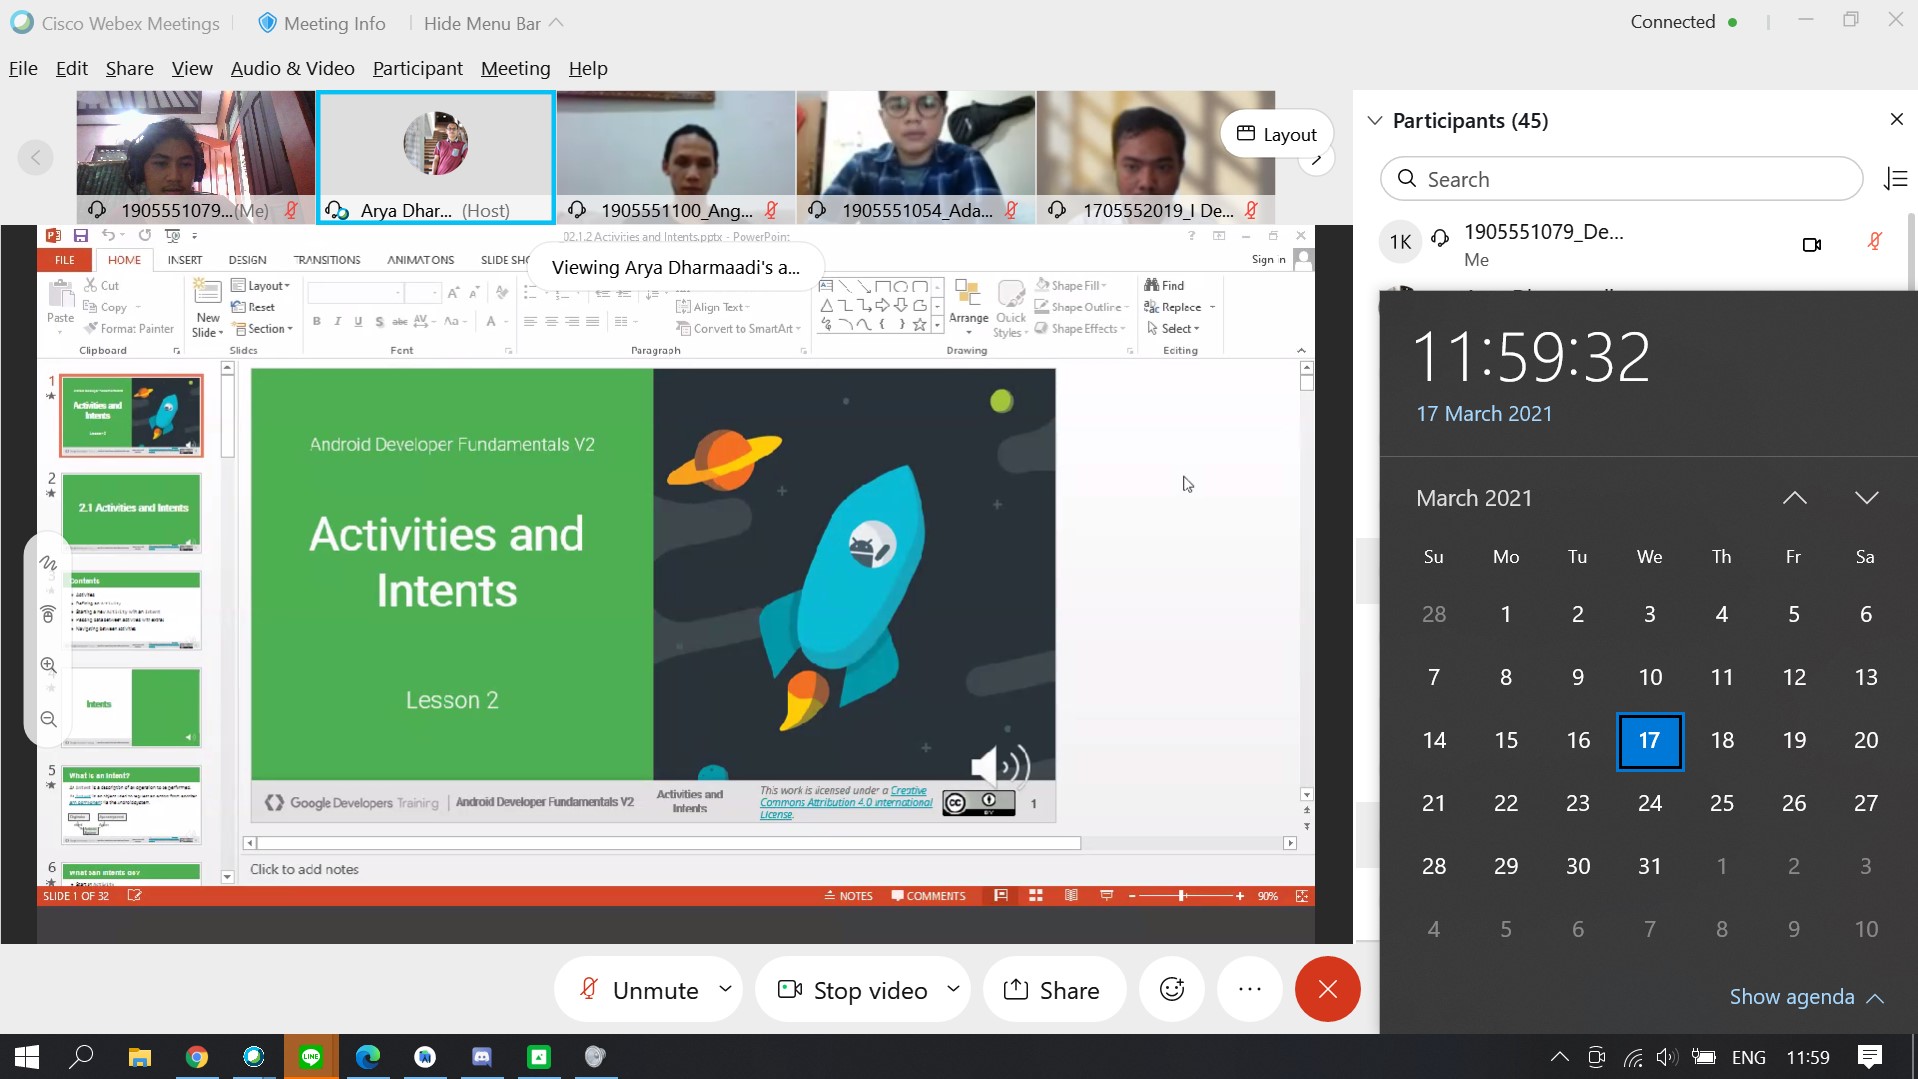 Cisco Webex Meetings
Meeting Info
Hide Menu Bar
Connected
File Edit Share View Audio & Video Participant Meeting Help
1905551079...(Me)
Arya Dhar... (Host)
1905551100_Ang...
1905551054_Ada...
1705552019_I De...
Layout
Participants (45)
Search
1K
1905551079_De...
Me
02.1.2 Activities and Intents.pptx - PowerPoint
Viewing Arya Dharmaadi's a...
FILE HOME INSERT DESIGN TRANSITIONS ANIMATIONS SLIDE SHO
Sign in
Paste
Cut
Copy
Format Painter
Clipboard
New Slide
Layout
Reset
Section
Slides
Font
Align Text
Convert to SmartArt
Paragraph
Arrange
Quick Styles
Shape Fill
Shape Outline
Shape Effects
Drawing
Find
Replace
Select
Editing
1
Activities and
Intents
2
2.1 Activities and Intents
Contents
Intents
5
What is an intent?
6
What can intents do?
Android Developer Fundamentals V2
Activities and
Intents
Lesson 2
Google Developers Training
Android Developer Fundamentals V2
Activities and
Intents
This work is licensed under a Creative
Commons Attribution 4.0 International
License.
cc
BY
1
Click to add notes
SLIDE 1 OF 32
NOTES
COMMENTS
90%
11:59:32
17 March 2021
March 2021
Su Mo Tu We Th Fr Sa
28 1 2 3 4 5 6
7 8 9 10 11 12 13
14 15 16 17 18 19 20
21 22 23 24 25 26 27
28 29 30 31 1 2 3
4 5 6 7 8 9 10
Show agenda
Unmute
Stop video
Share
LINE
ENG
11:59